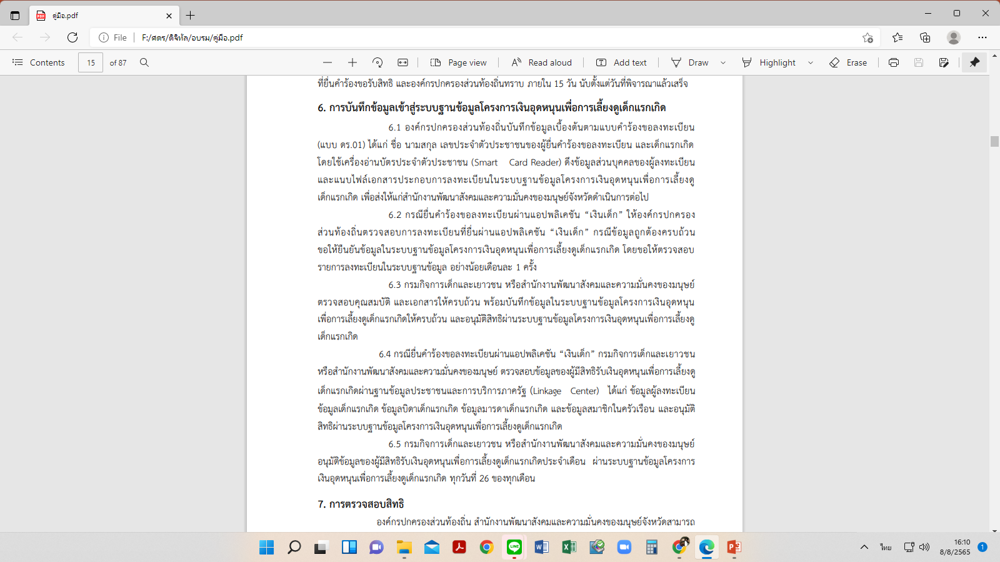 คู่มือ.pdf
File
F:/ศดร/ดิจิทัล/อบรม/คู่มือ.pdf
Contents
15
of 87
Page view
Read aloud
Add text
Draw
Highlight
Erase
ที่ยื่นคำร้องขอรับสิทธิ และองค์กรปกครองส่วนท้องถิ่นทราบ ภายใน 15 วัน นับตั้งแต่วันที่พิจารณาแล้วเสร็จ
6. การบันทึกข้อมูลเข้าสู่ระบบฐานข้อมูลโครงการเงินอุดหนุนเพื่อการเลี้ยงดูเด็กแรกเกิด
6.1 องค์กรปกครองส่วนท้องถิ่นบันทึกข้อมูลเบื้องต้นตามแบบคำร้องขอลงทะเบียน
(แบบ ดร.01) ได้แก่ ชื่อ นามสกุล เลขประจำตัวประชาชนของผู้ยื่นคำร้องขอลงทะเบียน และเด็กแรกเกิด
โดยใช้เครื่องอ่านบัตรประจำตัวประชาชน (Smart Card Reader) ดึงข้อมูลส่วนบุคคลของผู้ลงทะเบียน
และแนบไฟล์เอกสารประกอบการลงทะเบียนในระบบฐานข้อมูลโครงการเงินอุดหนุนเพื่อการเลี้ยงดู
เด็กแรกเกิด เพื่อส่งให้แก่สำนักงานพัฒนาสังคมและความมั่นคงของมนุษย์จังหวัดดำเนินการต่อไป
6.2 กรณียื่นคำร้องขอลงทะเบียนผ่านแอปพลิเคชัน “เงินเด็ก” ให้องค์กรปกครอง
ส่วนท้องถิ่นตรวจสอบการลงทะเบียนที่ยื่นผ่านแอปพลิเคชัน “เงินเด็ก” กรณีข้อมูลถูกต้องครบถ้วน
ขอให้ยืนยันข้อมูลในระบบฐานข้อมูลโครงการเงินอุดหนุนเพื่อการเลี้ยงดูเด็กแรกเกิด โดยขอให้ตรวจสอบ
รายการลงทะเบียนในระบบฐานข้อมูล อย่างน้อยเดือนละ 1 ครั้ง
6.3 กรมกิจการเด็กและเยาวชน หรือสำนักงานพัฒนาสังคมและความมั่นคงของมนุษย์
ตรวจสอบคุณสมบัติ และเอกสารให้ครบถ้วน พร้อมบันทึกข้อมูลในระบบฐานข้อมูลโครงการเงินอุดหนุน
เพื่อการเลี้ยงดูเด็กแรกเกิดให้ครบถ้วน และอนุมัติสิทธิผ่านระบบฐานข้อมูลโครงการเงินอุดหนุนเพื่อการเลี้ยงดู
เด็กแรกเกิด
6.4 กรณียื่นคำร้องขอลงทะเบียนผ่านแอปพลิเคชัน “เงินเด็ก” กรมกิจการเด็กและเยาวชน
หรือสำนักงานพัฒนาสังคมและความมั่นคงของมนุษย์ ตรวจสอบข้อมูลของผู้มีสิทธิรับเงินอุดหนุนเพื่อการเลี้ยงดู
เด็กแรกเกิดผ่านฐานข้อมูลประชาชนและการบริการภาครัฐ (Linkage Center) ได้แก่ ข้อมูลผู้ลงทะเบียน
ข้อมูลเด็กแรกเกิด ข้อมูลบิดาเด็กแรกเกิด ข้อมูลมารดาเด็กแรกเกิด และข้อมูลสมาชิกในครัวเรือน และอนุมัติ
สิทธิผ่านระบบฐานข้อมูลโครงการเงินอุดหนุนเพื่อการเลี้ยงดูเด็กแรกเกิด
6.5 กรมกิจการเด็กและเยาวชน หรือสำนักงานพัฒนาสังคมและความมั่นคงของมนุษย์
อนุมัติข้อมูลของผู้มีสิทธิรับเงินอุดหนุนเพื่อการเลี้ยงดูเด็กแรกเกิดประจำเดือน ผ่านระบบฐานข้อมูลโครงการ
เงินอุดหนุนเพื่อการเลี้ยงดูเด็กแรกเกิด ทุกวันที่ 26 ของทุกเดือน
7. การตรวจสอบสิทธิ
องค์กรปกครองส่วนท้องถิ่น สำนักงานพัฒนาสังคมและความมั่นคงของมนุษย์จังหวัดสามารถ
ไทย
16:10
8/8/2565
1